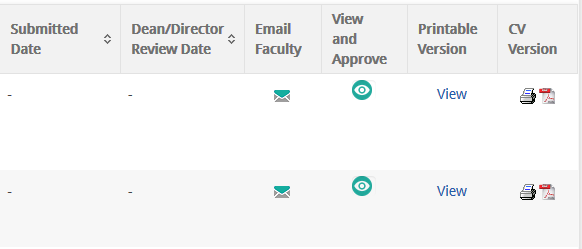 Submitted Date
Dean/Director Review Date
Email Faculty
View and Approve
Printable Version
CV Version
- - View
- - View